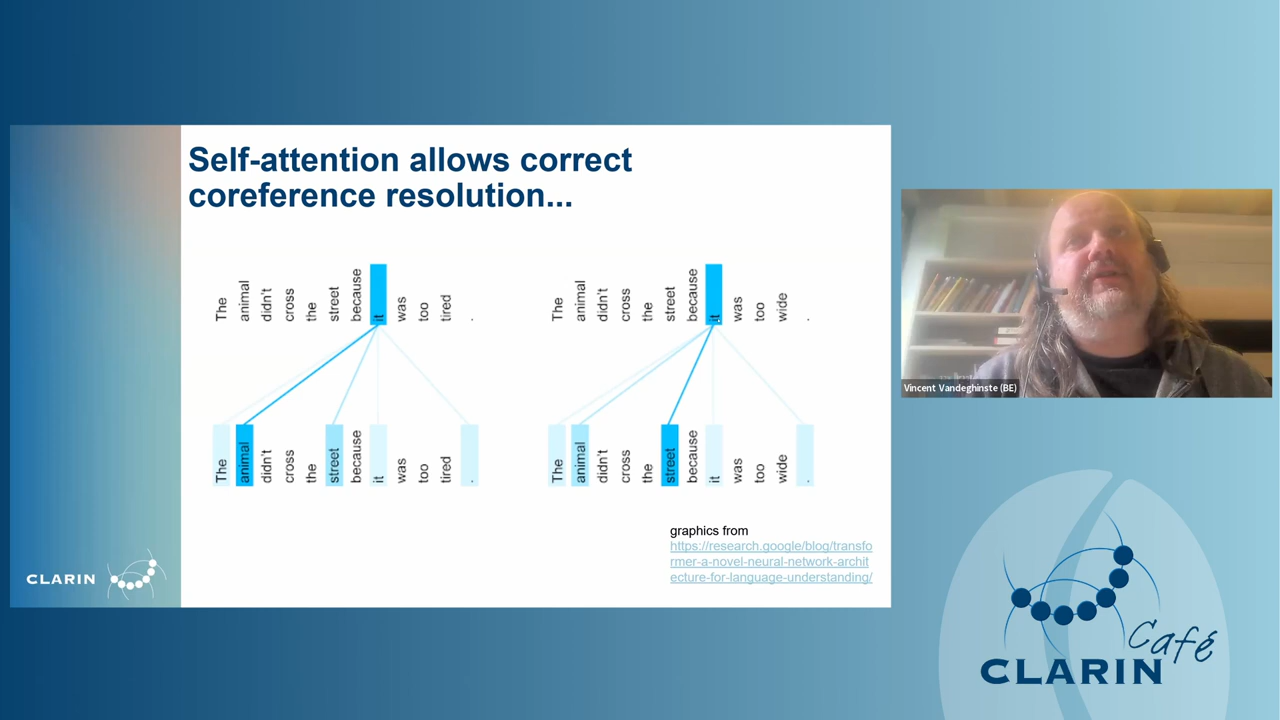 Self-attention allows correct
coreference resolution...
The animal didn't cross the street because it was too tired .
The animal didn't cross the street because it was too wide .
The animal didn't cross the street because it was too tired .
The animal didn't cross the street because it was too wide .
graphics from
https://research.google/blog/transfo
rmer-a-novel-neural-network-archit
ecture-for-language-understanding/
CLARIN
Vincent Vandeghinste (BE)
Café
CLARIN